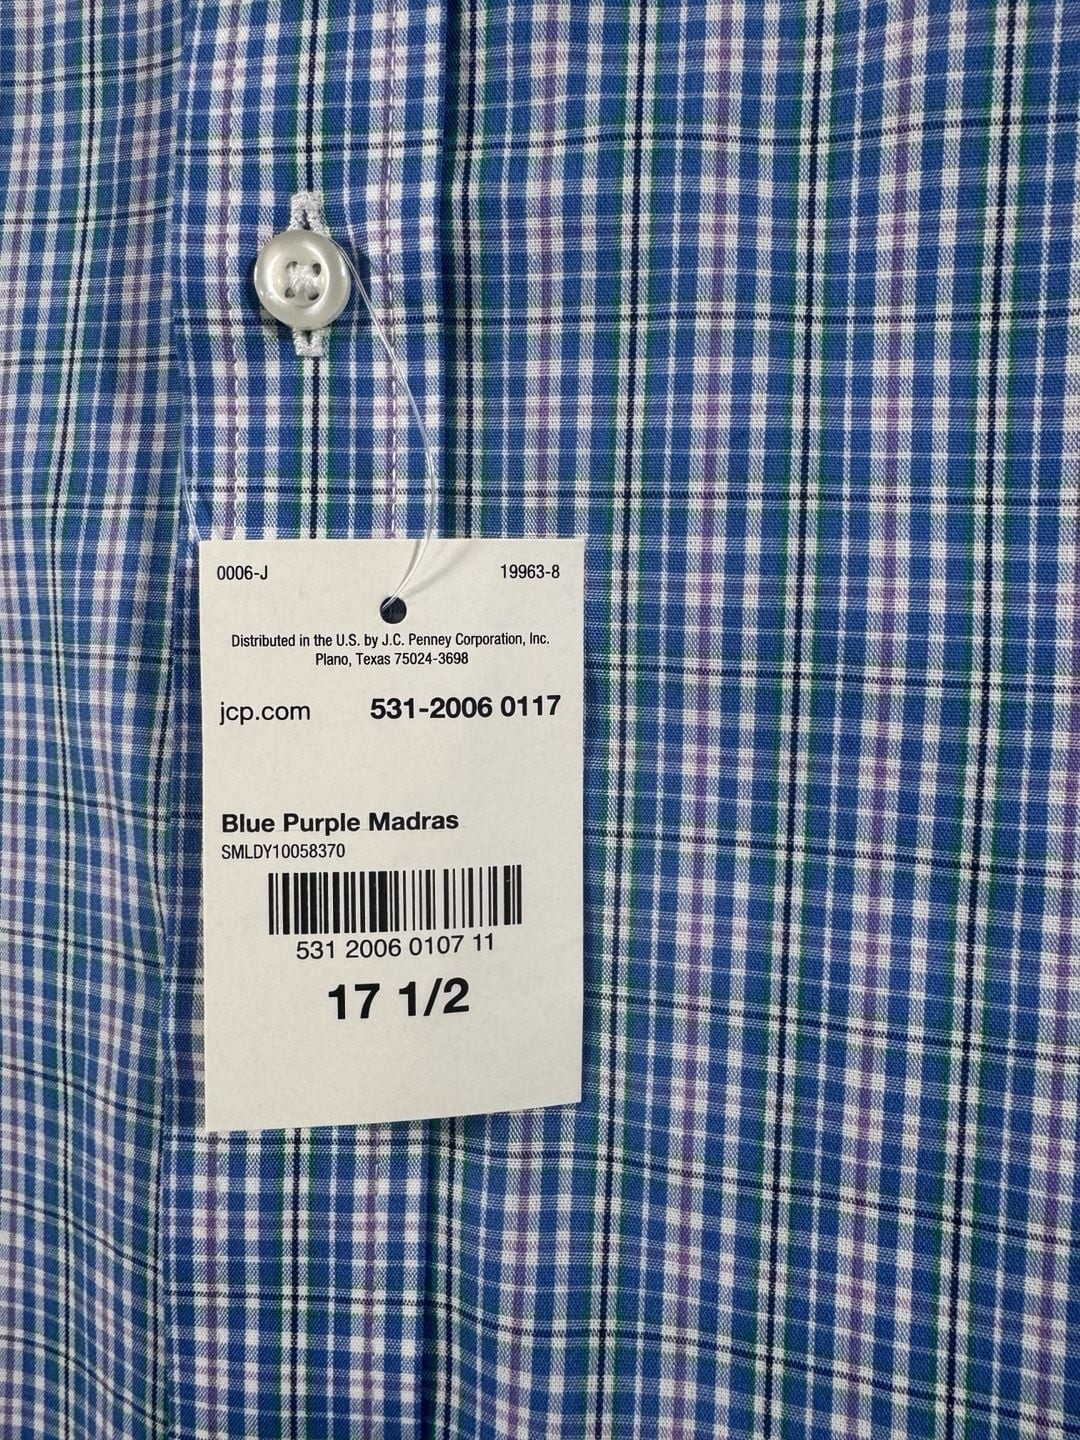 0006-J 19963-8
Distributed in the U.S. by J.C. Penney Corporation, Inc.
Plano, Texas 75024-3698
jcp.com 531-2006 0117
Blue Purple Madras
SMLDY10058370
531 2006 0107 11
17 1/2